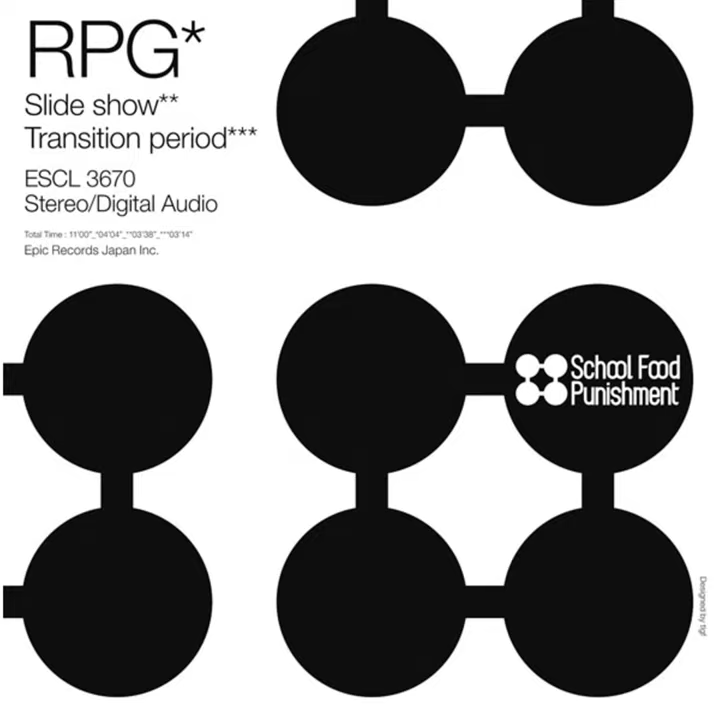 RPG*
Slide show**
Transition period***
ESCL 3670
Stereo/Digital Audio
Total Time : 11'00"_*04'04"_**03'38"_***03'14"
Epic Records Japan Inc.
School Food
Punishment
Designed by tgf